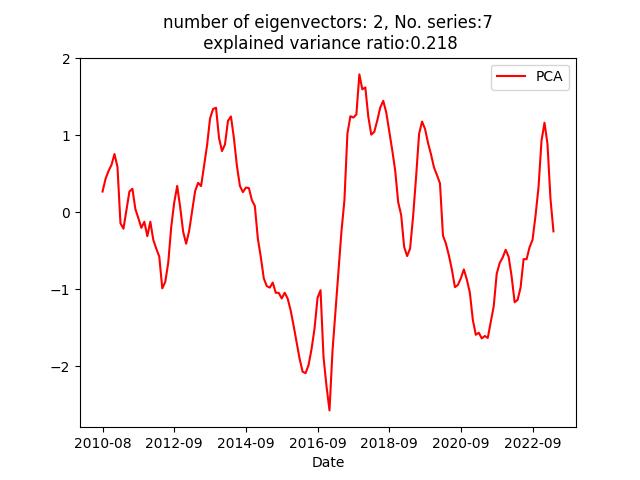 number of eigenvectors: 2, No. series:7
explained variance ratio:0.218
PCA
2
1
0
−1
−2
2010-08 2012-09 2014-09 2016-09 2018-09 2020-09 2022-09
Date